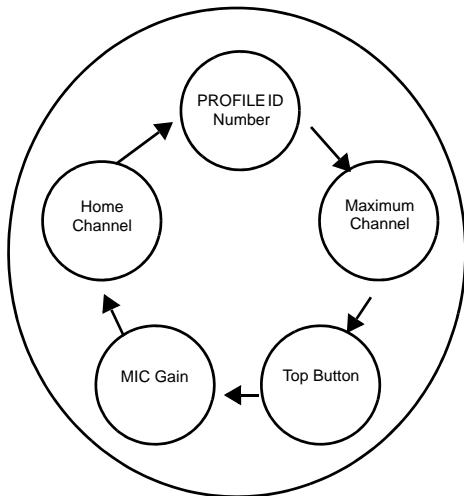 PROFILE ID
Number
Maximum
Channel
Top Button
MIC Gain
Home
Channel